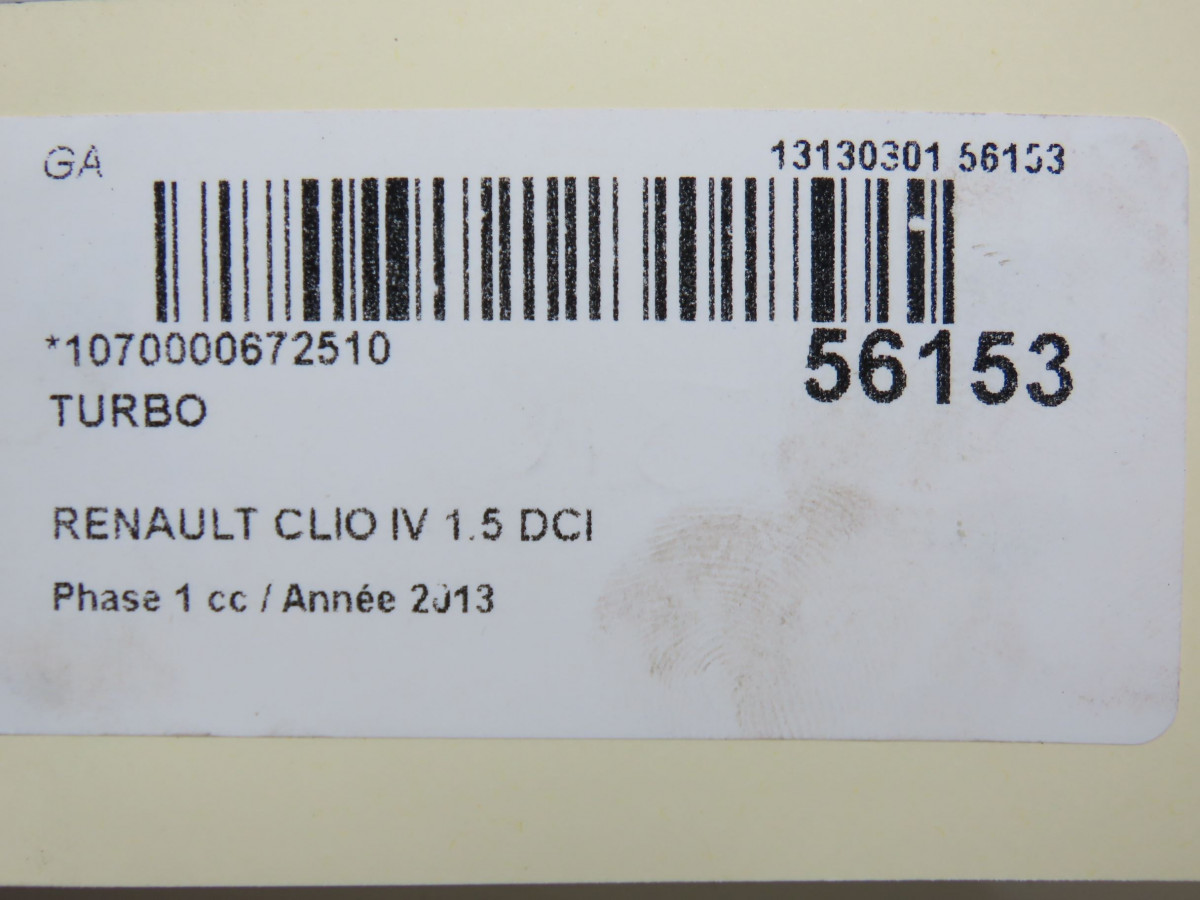 GA 13130301 56153
*1070000672510 56153
TURBO
RENAULT CLIO IV 1.5 DCI
Phase 1 cc / Année 2013